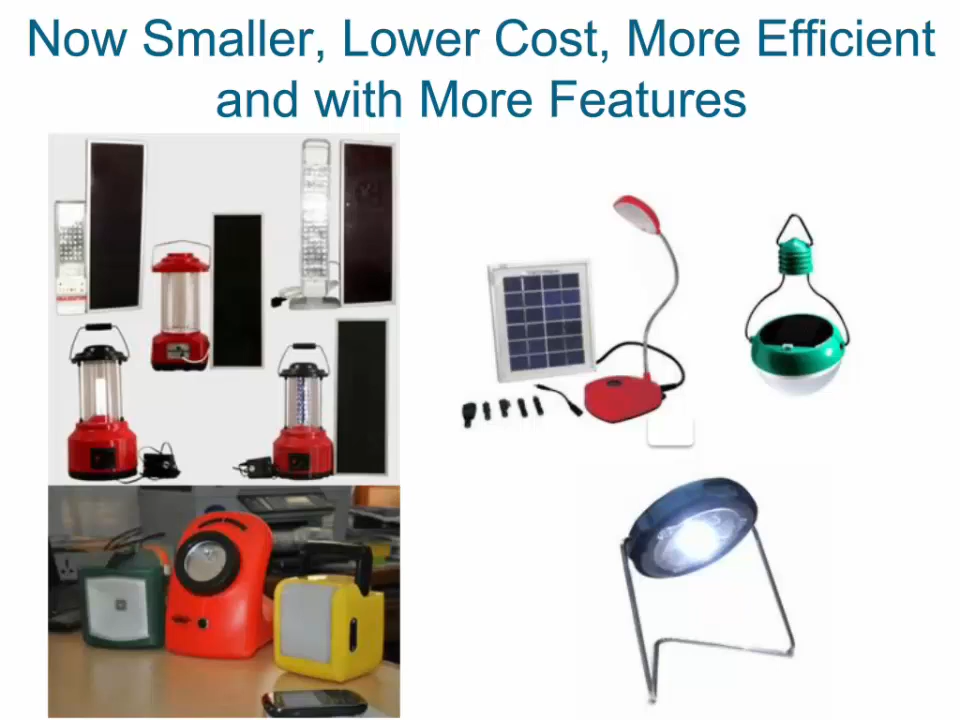 Now Smaller, Lower Cost, More Efficient
and with More Features